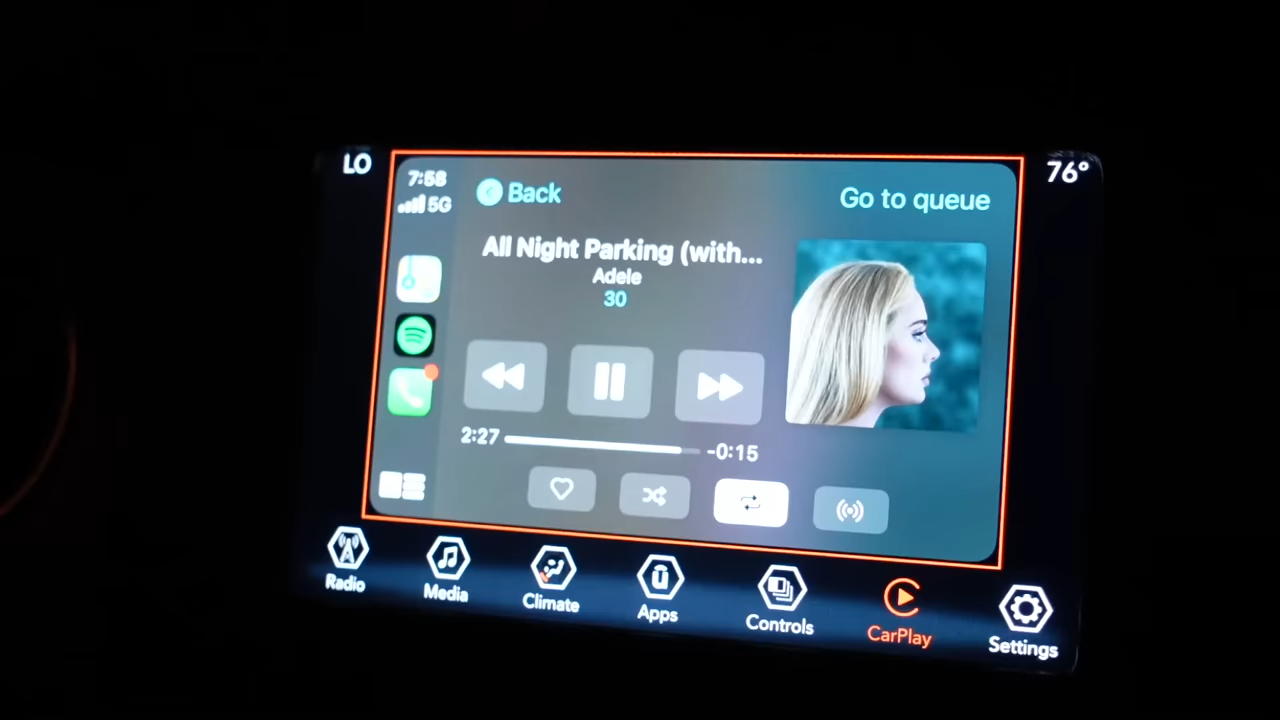 LO
76°
7:58
5G
Back
Go to queue
All Night Parking (with...
Adele
30
2:27
-0:15
Radio
Media
Climate
Apps
Controls
CarPlay
Settings